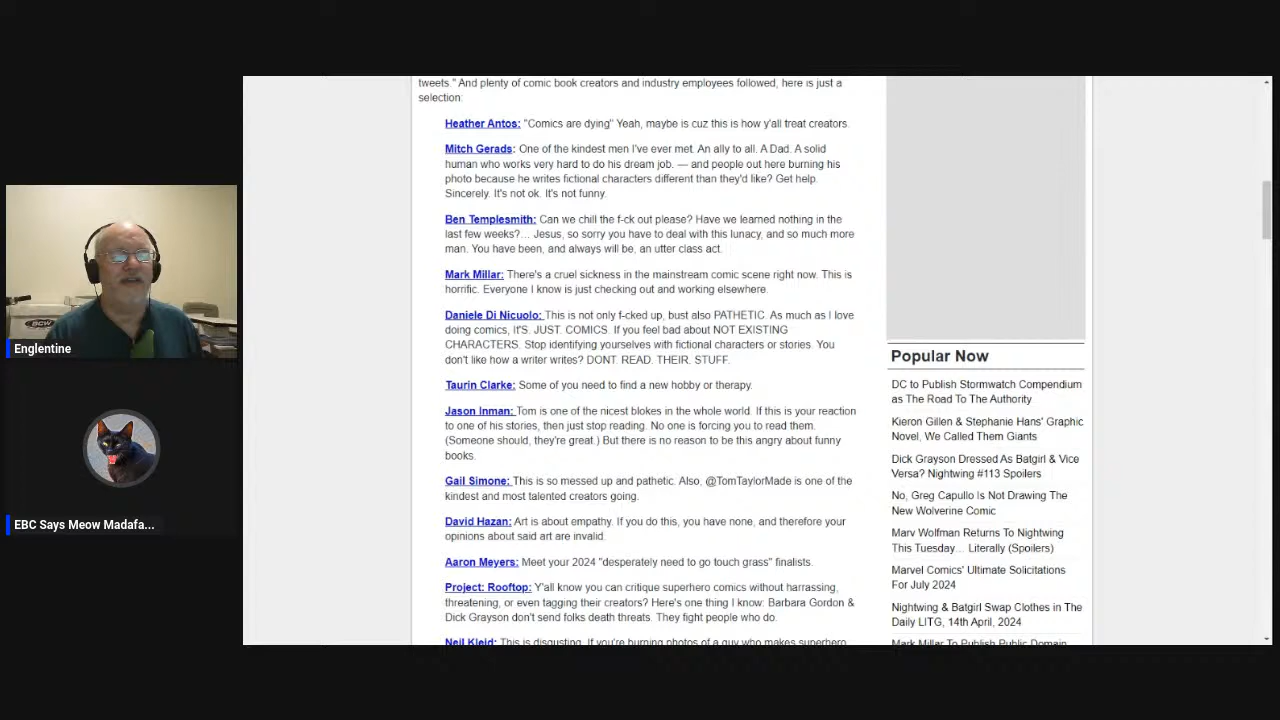 tweets." And plenty of comic book creators and industry employees followed, here is just a
selection:
Heather Antos: "Comics are dying" Yeah, maybe is cuz this is how y'all treat creators.
Mitch Gerads: One of the kindest men I've ever met. An ally to all. A Dad. A solid
human who works very hard to do his dream job. — and people out here burning his
photo because he writes fictional characters different than they'd like? Get help.
Sincerely. It's not ok. It's not funny.
Ben Templesmith: Can we chill the f-ck out please? Have we learned nothing in the
last few weeks?… Jesus, so sorry you have to deal with this lunacy, and so much more
man. You have been, and always will be, an utter class act.
Mark Millar: There's a cruel sickness in the mainstream comic scene right now. This is
horrific. Everyone I know is just checking out and working elsewhere.
Daniele Di Nicuolo: This is not only f-cked up, bust also PATHETIC. As much as I love
doing comics, it'S. JUST. COMICS. If you feel bad about NOT EXISTING
CHARACTERS. Stop identifying yourselves with fictional characters or stories. You
don't like how a writer writes? DONT. READ. THEIR. STUFF.
Taurin Clarke: Some of you need to find a new hobby or therapy.
Jason Inman: Tom is one of the nicest blokes in the whole world. If this is your reaction
to one of his stories, then just stop reading. No one is forcing you to read them.
(Someone should, they're great.) But there is no reason to be this angry about funny
books.
Gail Simone: This is so messed up and pathetic. Also, @TomTaylorMade is one of the
kindest and most talented creators going.
David Hazan: Art is about empathy. If you do this, you have none, and therefore your
opinions about said art are invalid.
Aaron Meyers: Meet your 2024 "desperately need to go touch grass" finalists.
Project: Rooftop: Y'all know you can critique superhero comics without harrassing,
threatening, or even tagging their creators? Here's one thing I know: Barbara Gordon &
Dick Grayson don't send folks death threats. They fight people who do.
Neil Kleid: This is disgusting. If you're burning photos of a guy who makes superhero
Popular Now
DC to Publish Stormwatch Compendium
as The Road To The Authority
Kieron Gillen & Stephanie Hans' Graphic
Novel, We Called Them Giants
Dick Grayson Dressed As Batgirl & Vice
Versa? Nightwing #113 Spoilers
No, Greg Capullo Is Not Drawing The
New Wolverine Comic
Marv Wolfman Returns To Nightwing
This Tuesday… Literally (Spoilers)
Marvel Comics' Ultimate Solicitations
For July 2024
Nightwing & Batgirl Swap Clothes in The
Daily LITG, 14th April, 2024
Mark Millar To Publish Public Domain
BCW
Englentine
EBC Says Meow Madafa...